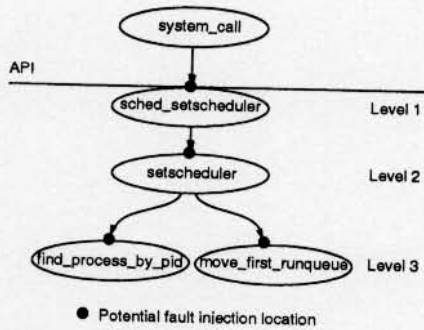 system_call
API
sched_setscheduler
Level 1
setscheduler
Level 2
find_process_by_pid
move_first_runqueue
Level 3
Potential fault injection location